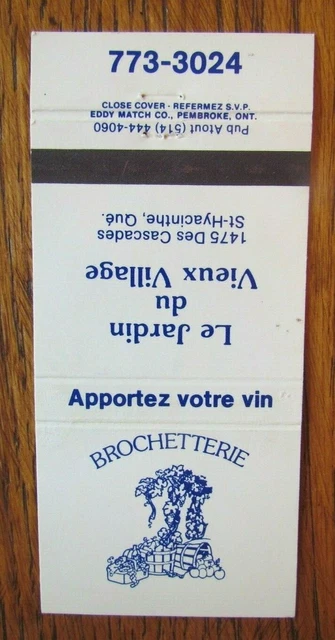 773-3024
CLOSE COVER - REFERMEZ S.V.P.
EDDY MATCH CO., PEMBROKE, ONT.
Pub Atout (514) 444-4060
Le Jardin
du
Vieux Village
1475 Des Cascades
St-Hyacinthe, Qué.
Apportez votre vin
BROCHETTERIE